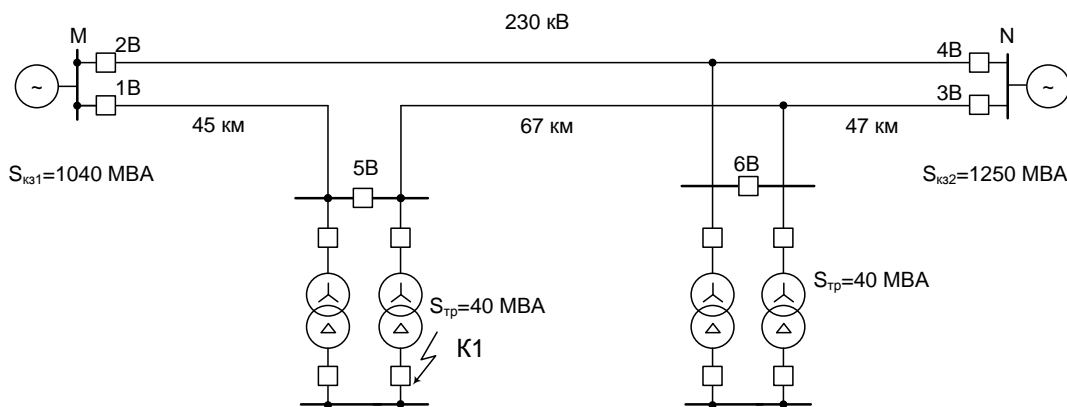 230 кВ
M
N
2В
4В
~
~
1В
3В
45 км
67 км
47 км
5В
6В
Sкз1=1040 МВА
Sкз2=1250 МВА
Sтр=40 МВА
Sтр=40 МВА
К1